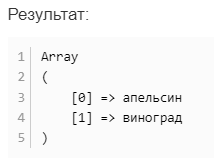 Результат:
1 Array
2 (
3     [0] => апельсин
4     [1] => виноград
5 )